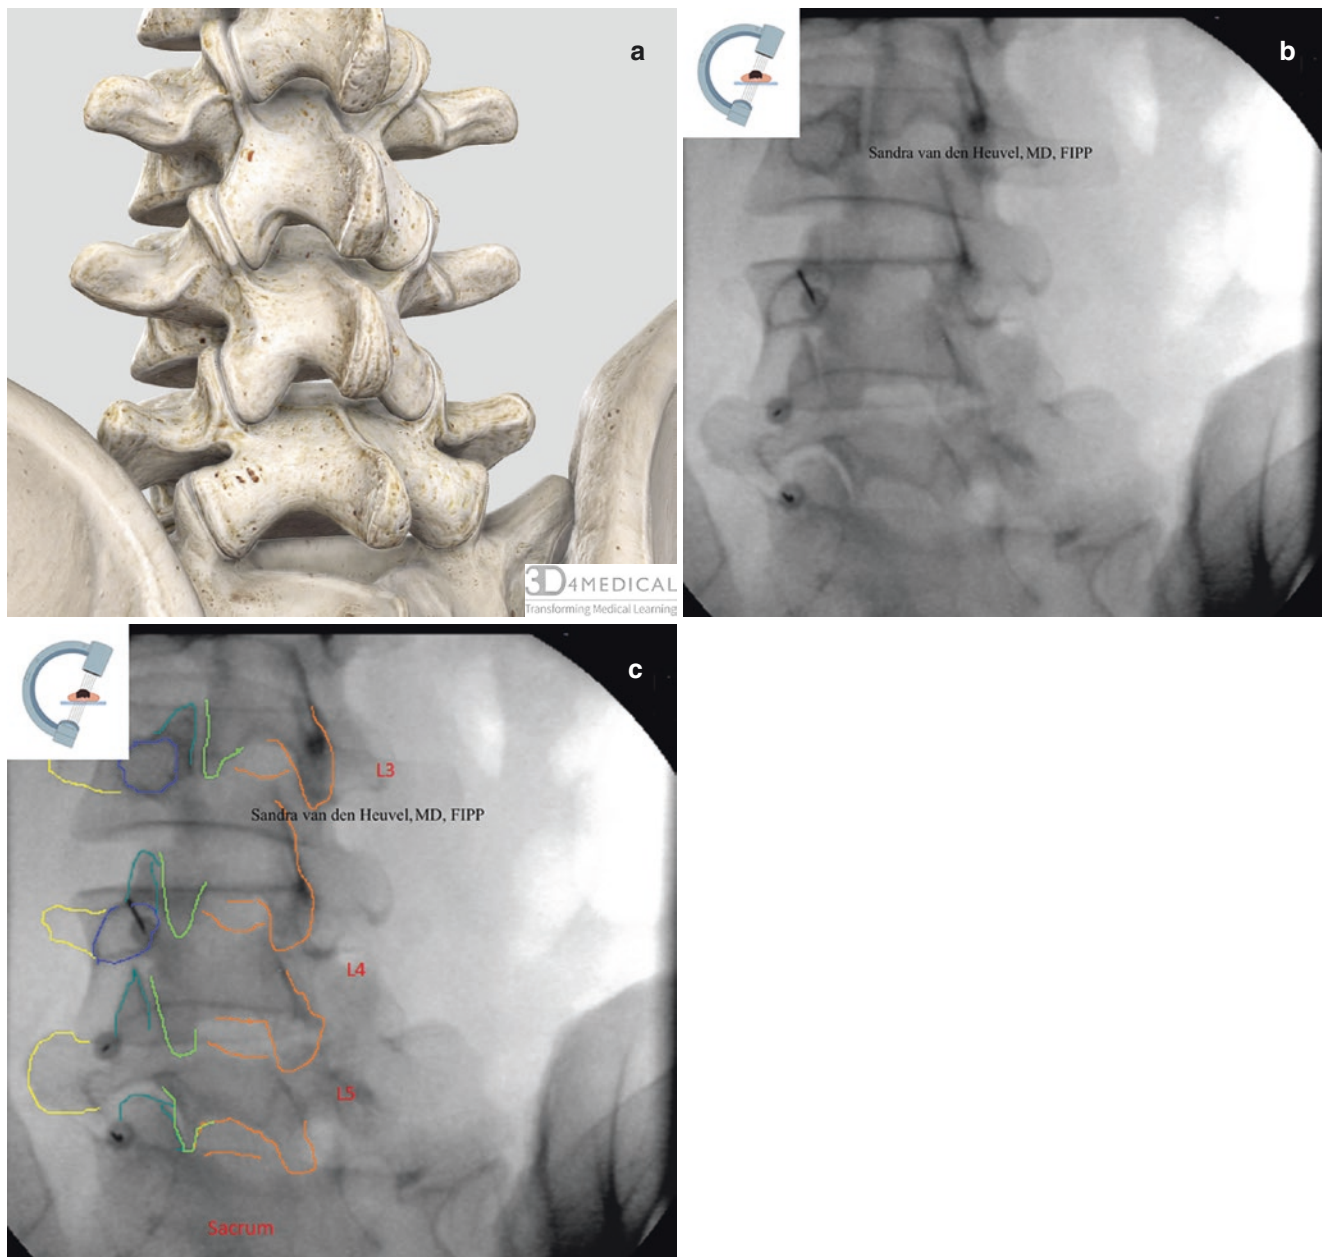 a
b
Sandra van den Heuvel, MD, FIPP
3D4MEDICAL
Transforming Medical Learning
c
L3
Sandra van den Heuvel, MD, FIPP
L4
L5
Sacrum